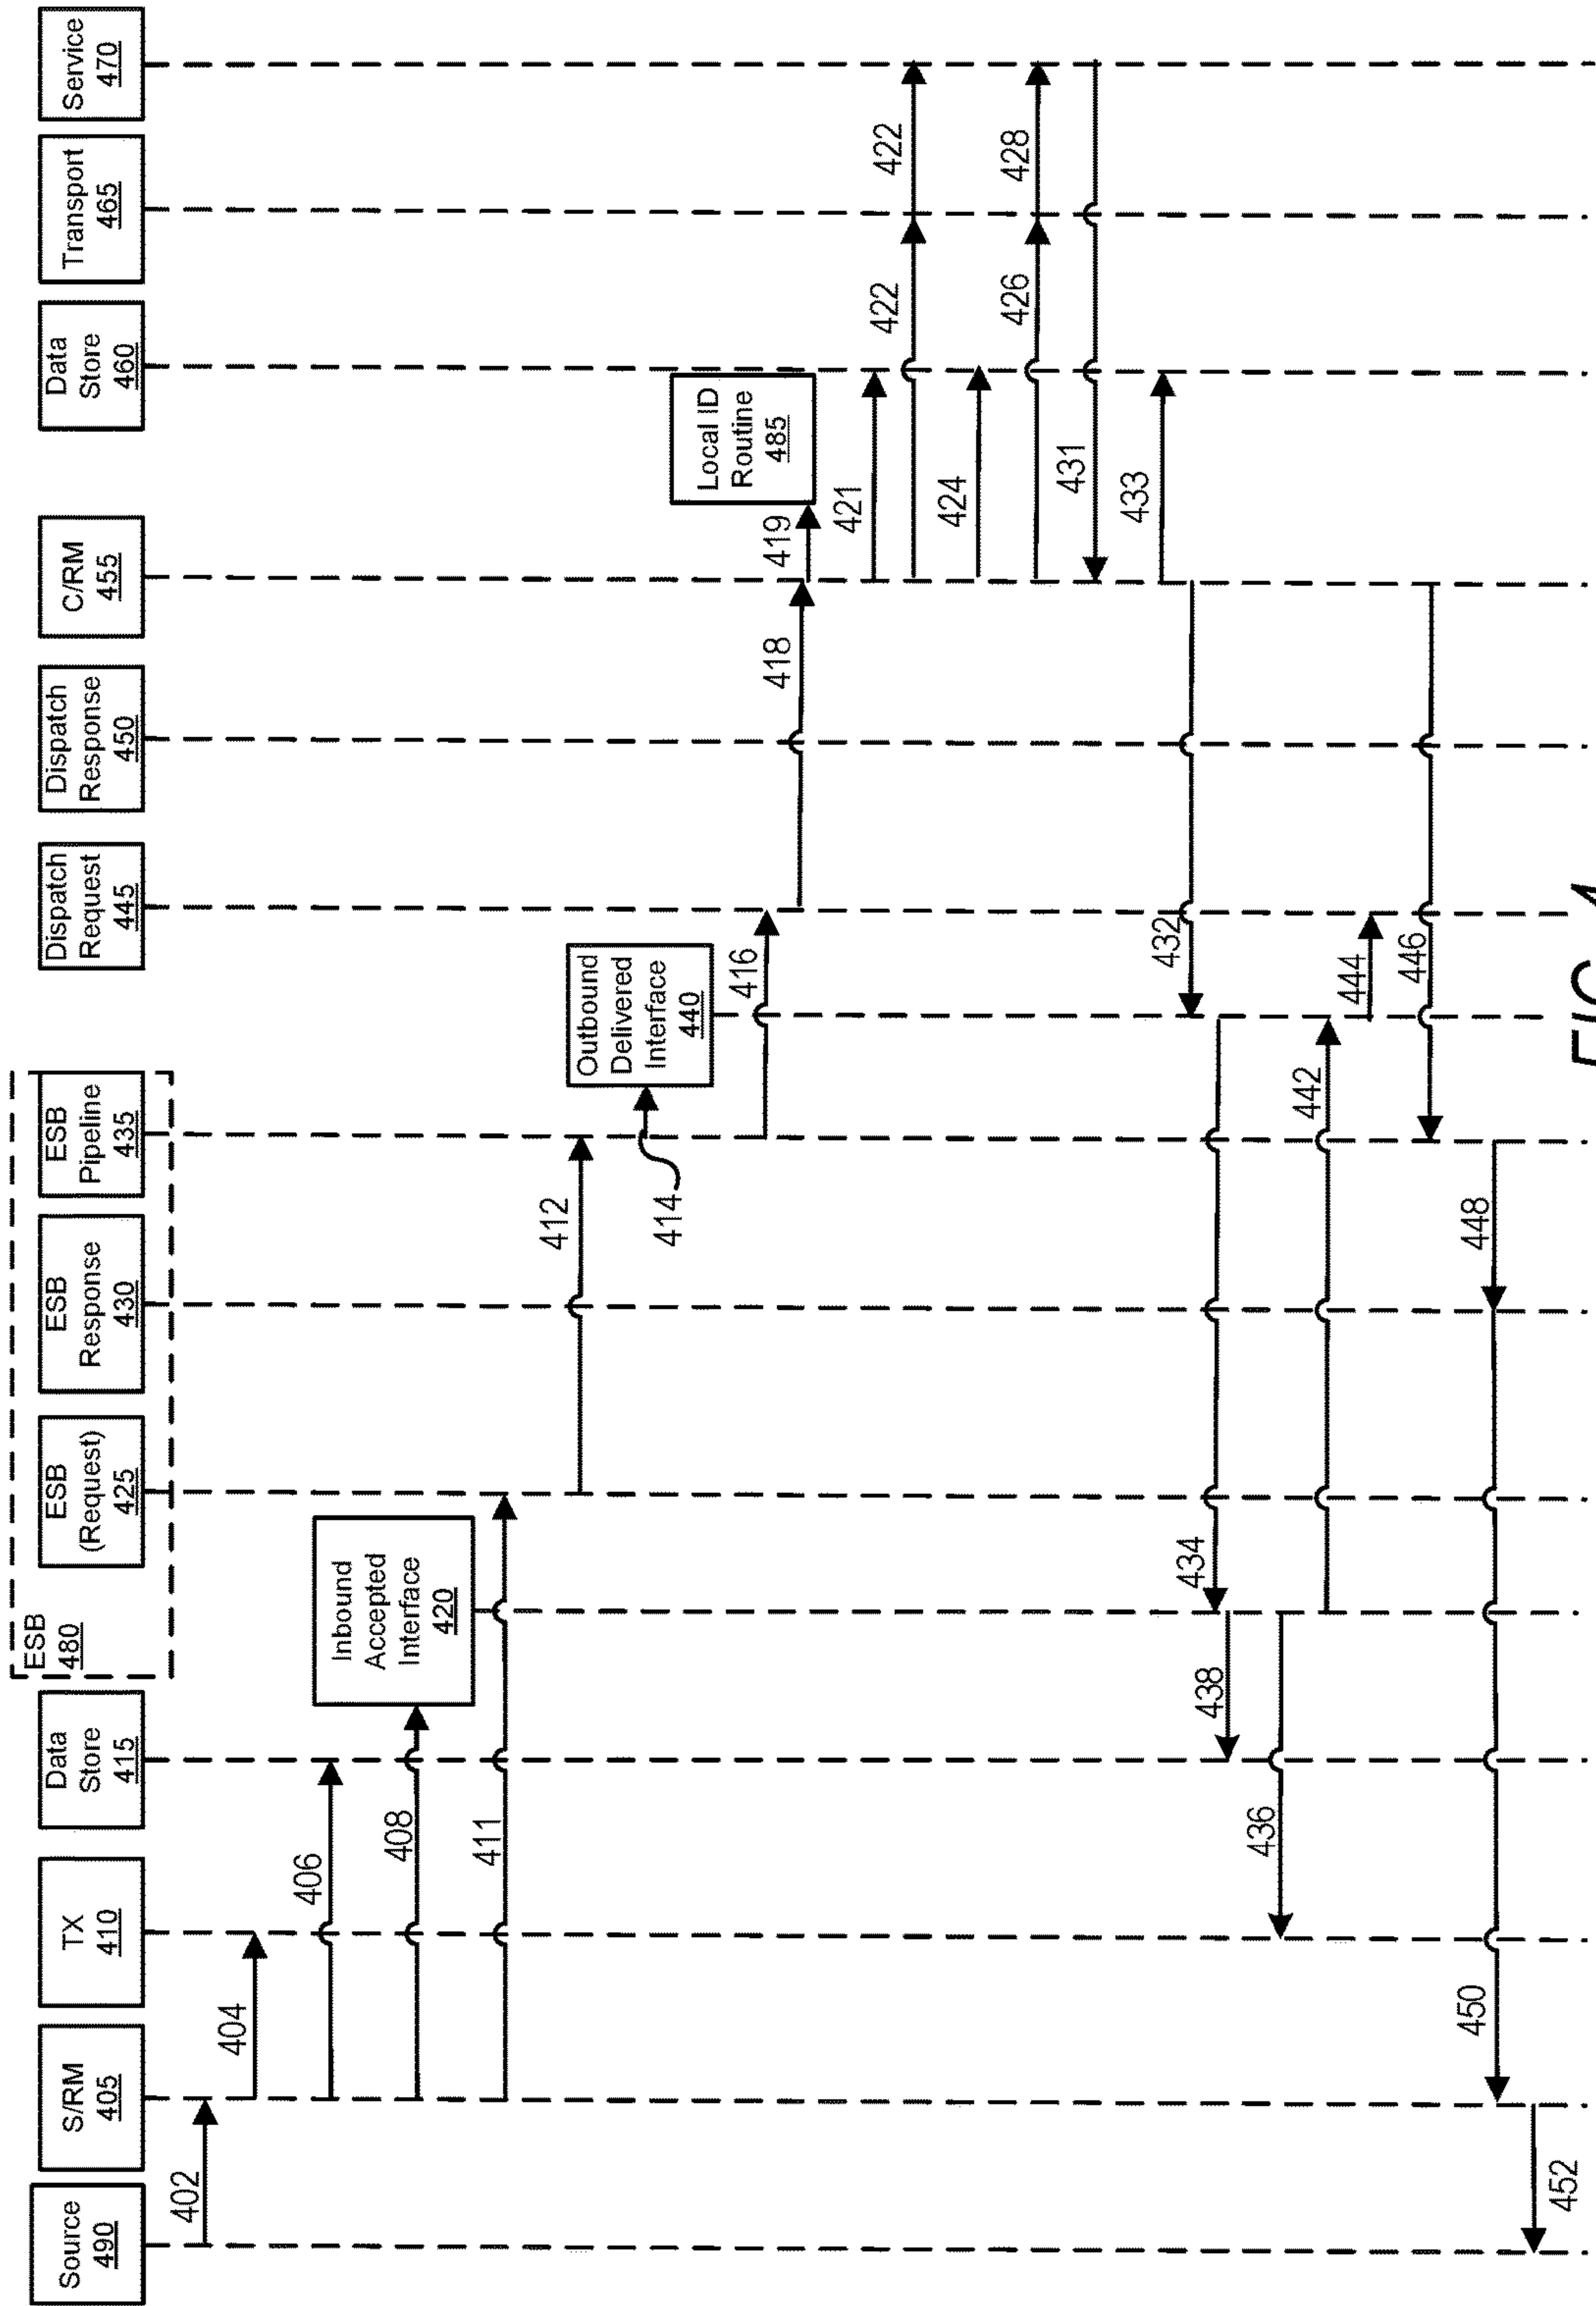 Source
490
S/RM
405
TX
410
Data
Store
415
ESB
480
ESB
(Request)
425
ESB
Response
430
ESB
Pipeline
435
Dispatch
Request
445
Dispatch
Response
450
C/RM
455
Data
Store
460
Transport
465
Service
470
402
404
406
408
Inbound
Accepted
Interface
420
411
412
414
Outbound
Delivered
Interface
440
416
418
419
Local ID
Routine
485
421
422
422
424
426
428
431
433
432
434
438
436
442
444
446
448
450
452